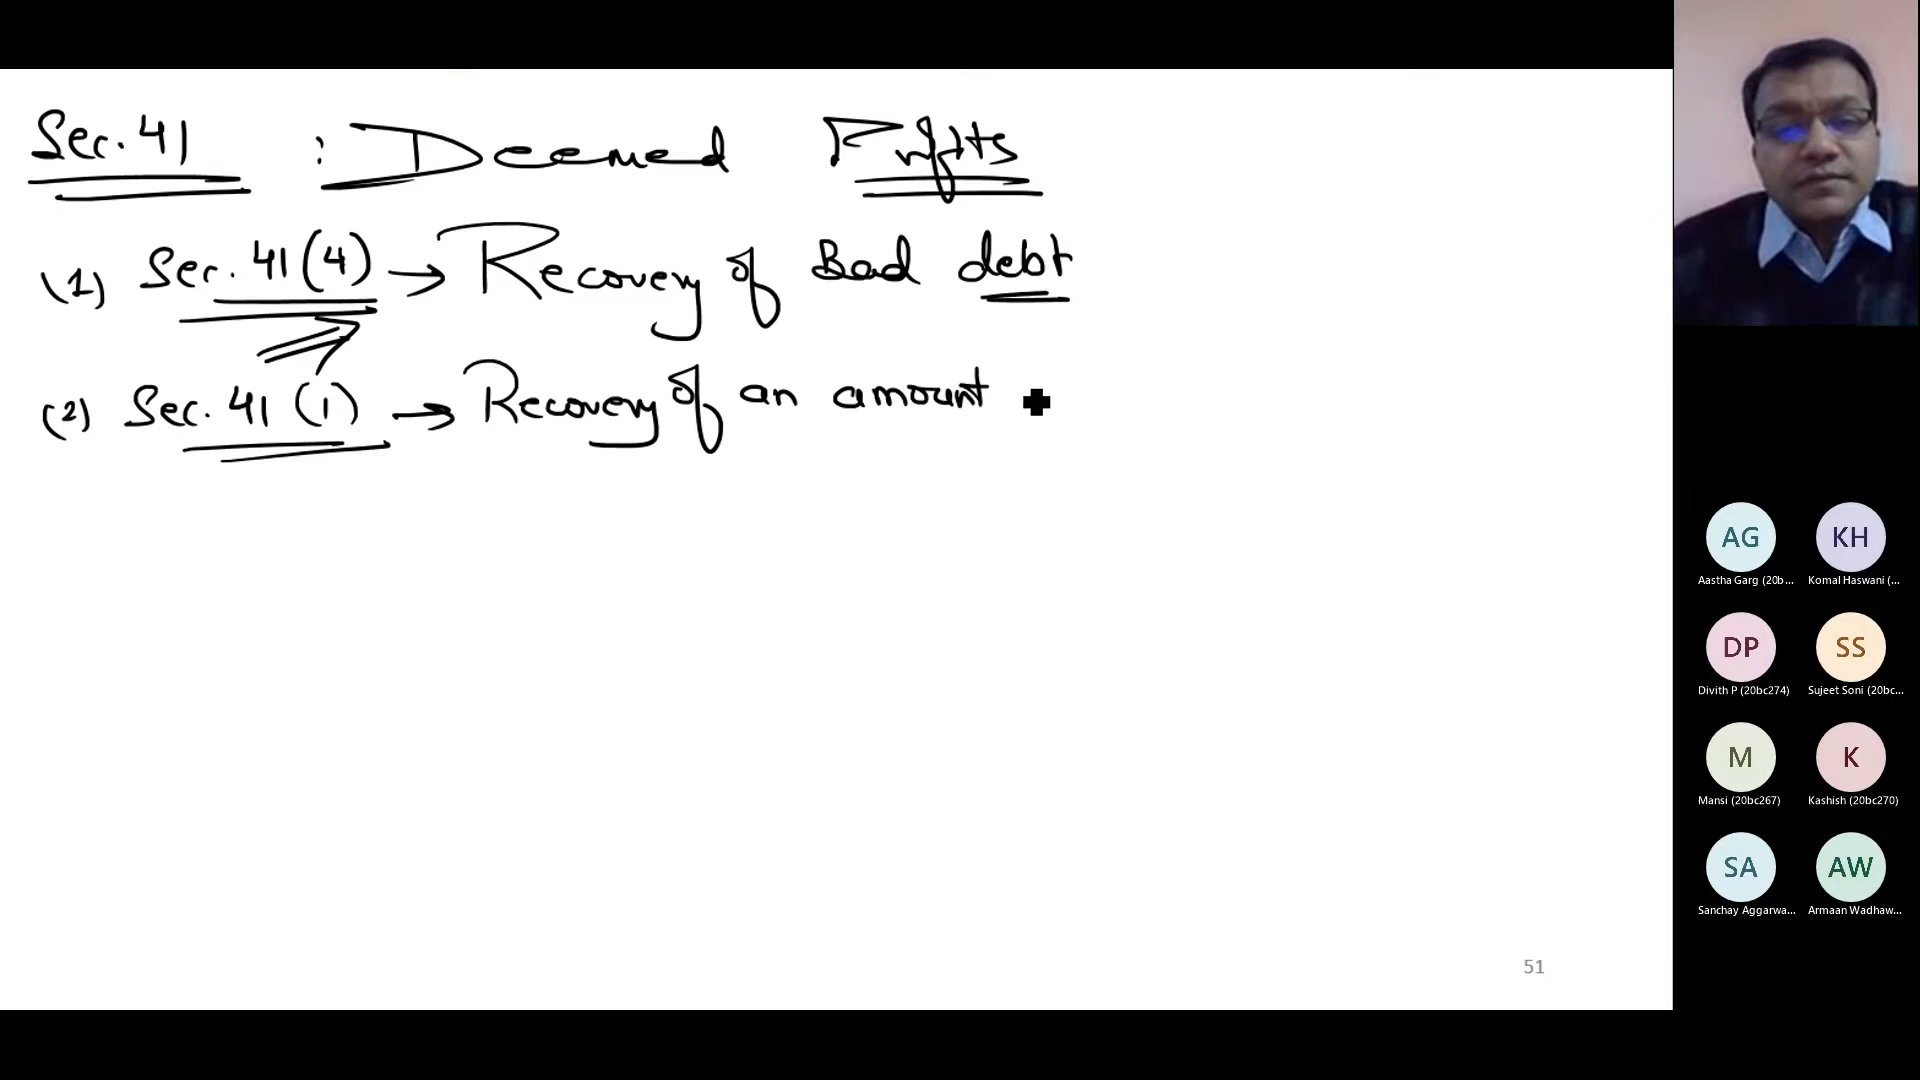 Sec. 41 : Deemed Profits
(1) Sec. 41(4) → Recovery of Bad debt
(2) Sec. 41(1) → Recovery of an amount
51
AG KH
Aastha Garg (20b... Komal Haswani (...
DP SS
Divith P (20bc274) Sujeet Soni (20bc...
M K
Mansi (20bc267) Kashish (20bc270)
SA AW
Sanchay Aggarwa... Armaan Wadhaw...